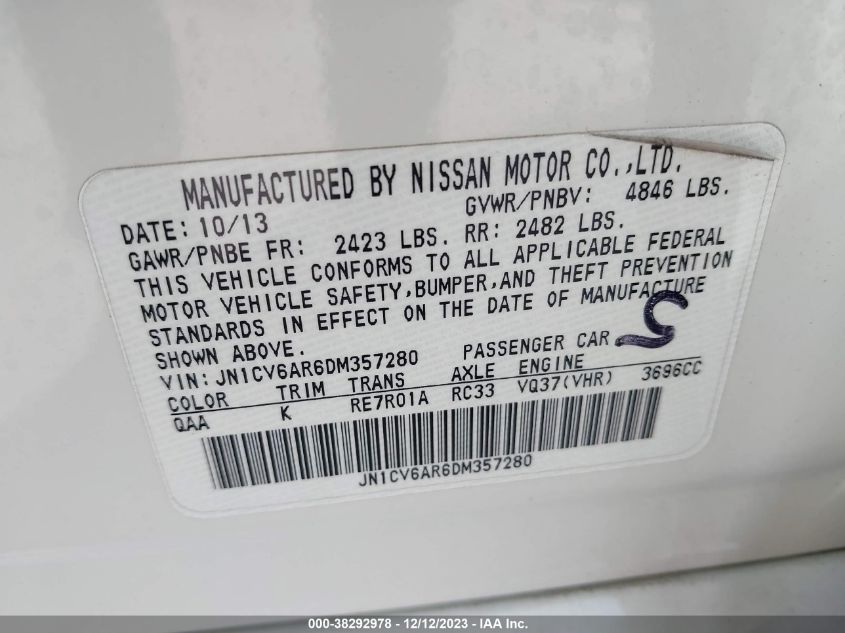 MANUFACTURED BY NISSAN MOTOR CO.,LTD.
DATE: 10/13 GVWR/PNBV: 4846 LBS.
GAWR/PNBE FR: 2423 LBS. RR: 2482 LBS.
THIS VEHICLE CONFORMS TO ALL APPLICABLE FEDERAL
MOTOR VEHICLE SAFETY,BUMPER,AND THEFT PREVENTION
STANDARDS IN EFFECT ON THE DATE OF MANUFACTURE
SHOWN ABOVE.
VIN: JN1CV6AR6DM357280 PASSENGER CAR
COLOR TRIM TRANS AXLE ENGINE
QAA K RE7R01A RC33 VQ37(VHR) 3696CC
JN1CV6AR6DM357280
000-38292978 - 12/12/2023 - IAA Inc.